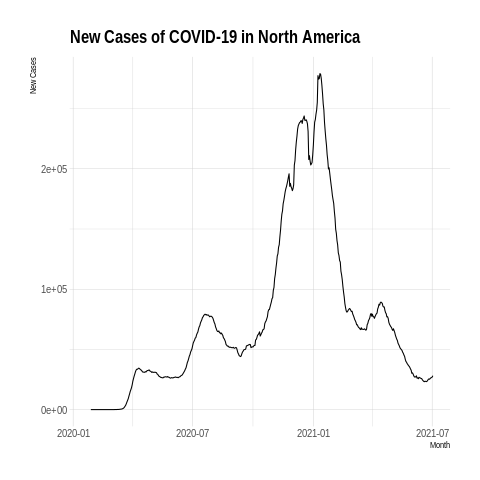 New Cases of COVID-19 in North America
New Cases
2e+05
1e+05
0e+00
2020-01 2020-07 2021-01 2021-07
Month